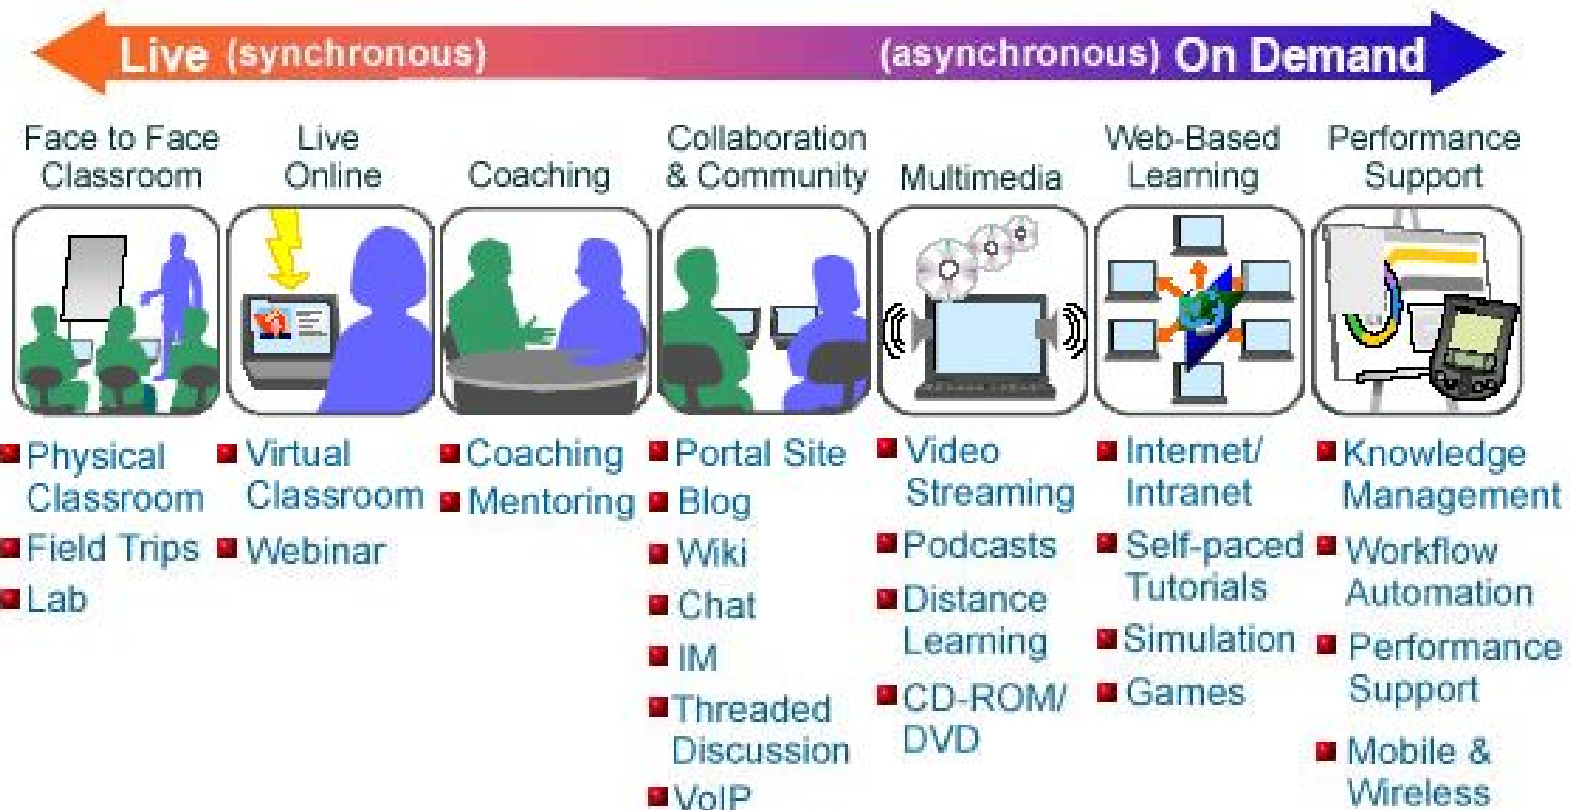 Live (synchronous) (asynchronous) On Demand
Face to Face
Classroom
Live
Online
Coaching
Collaboration
& Community
Multimedia
Web-Based
Learning
Performance
Support
Physical
Classroom
Field Trips
Lab
Virtual
Classroom
Webinar
Coaching
Mentoring
Portal Site
Blog
Wiki
Chat
IM
Threaded
Discussion
VoIP
Video
Streaming
Podcasts
Distance
Learning
CD-ROM/
DVD
Internet/
Intranet
Self-paced
Tutorials
Simulation
Games
Knowledge
Management
Workflow
Automation
Performance
Support
Mobile &
Wireless